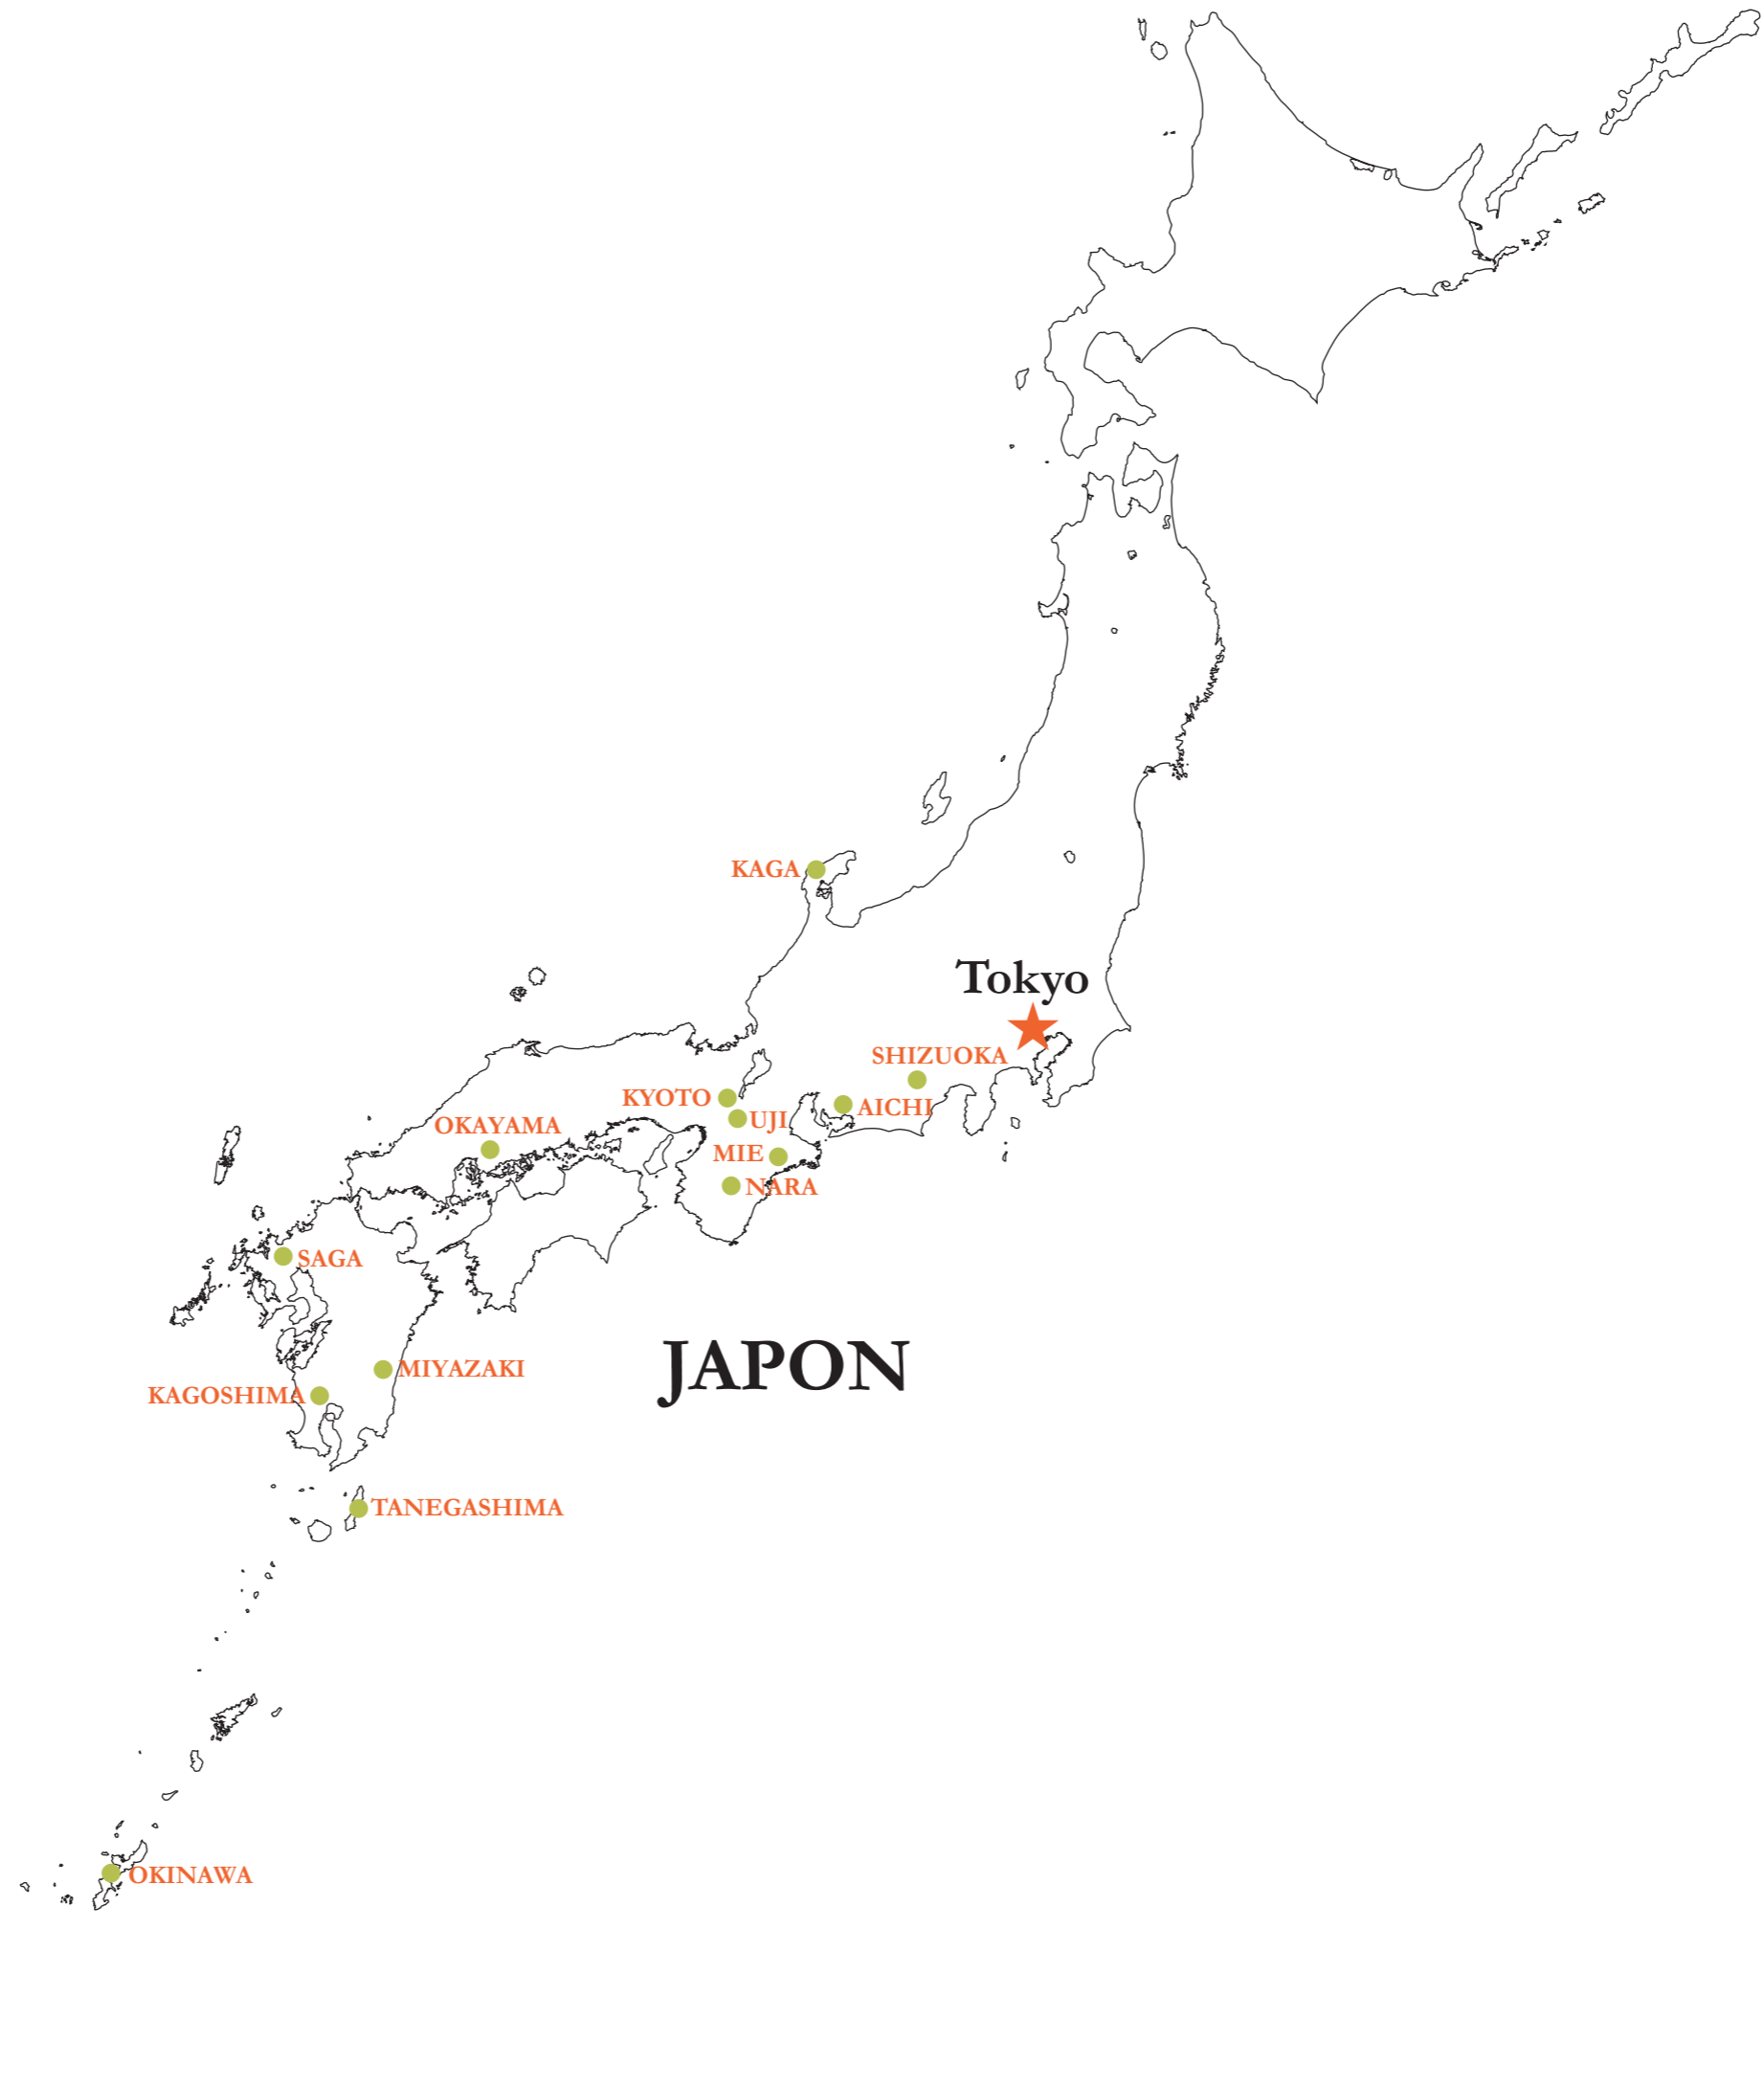 KAGA
Tokyo
SHIZUOKA
KYOTO
AICHI
UJI
OKAYAMA
MIE
NARA
SAGA
JAPON
MIYAZAKI
KAGOSHIMA
TANEGASHIMA
OKINAWA